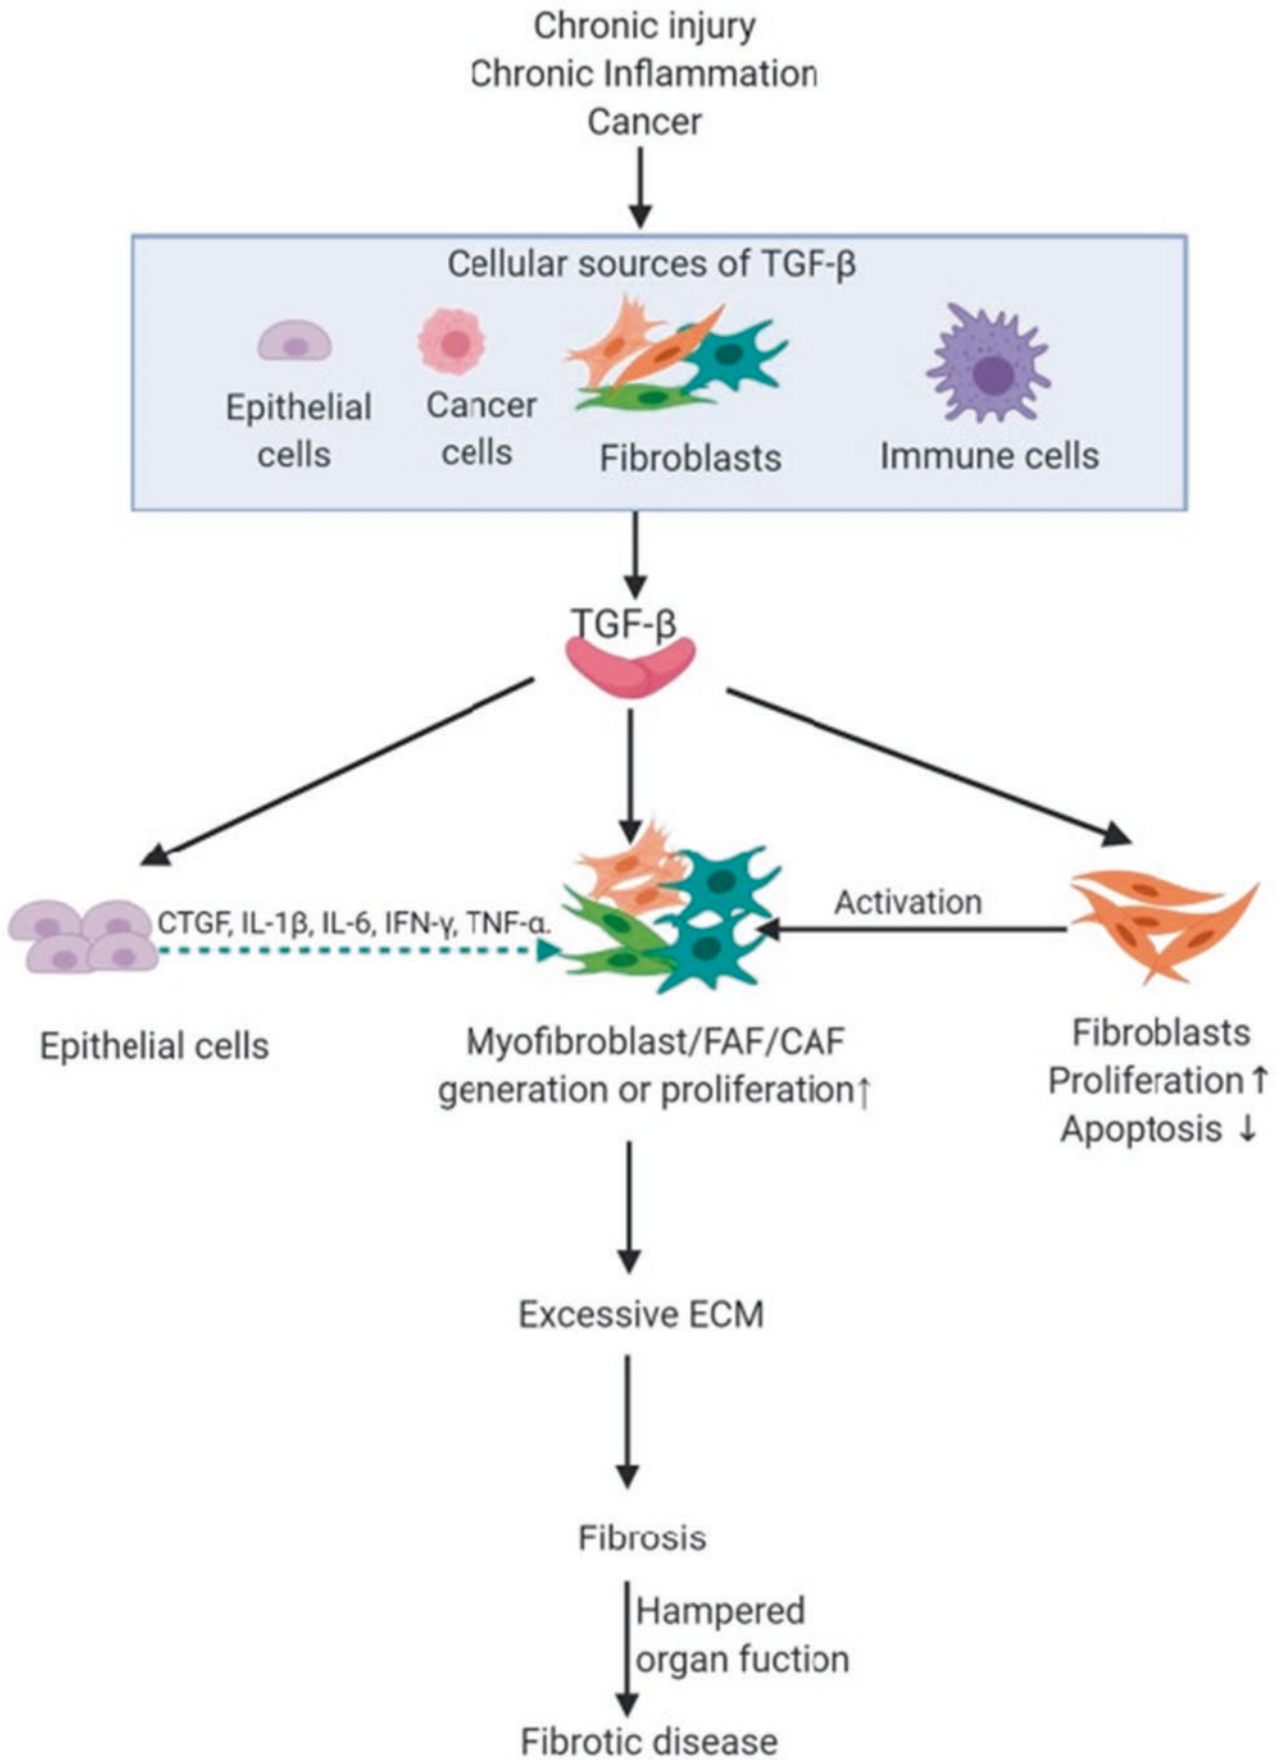 Chronic injury
Chronic Inflammation
Cancer
Cellular sources of TGF-β
Epithelial
cells
Cancer
cells
Fibroblasts
Immune cells
TGF-β
CTGF, IL-1β, IL-6, IFN-γ, TNF-α.
Activation
Epithelial cells
Myofibroblast/FAF/CAF
generation or proliferation↑
Fibroblasts
Proliferation↑
Apoptosis ↓
Excessive ECM
Fibrosis
Hampered
organ fuction
Fibrotic disease